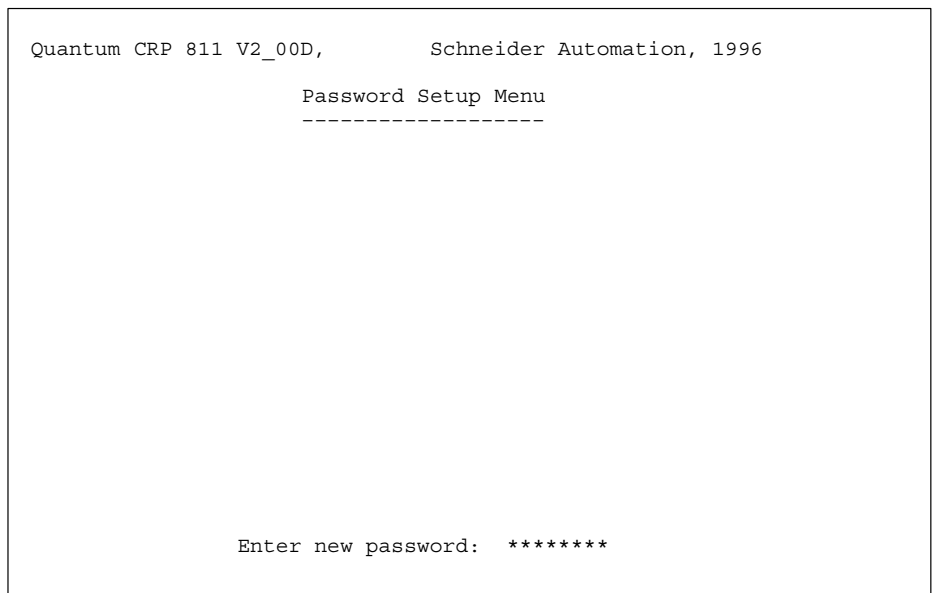 Quantum CRP 811 V2_00D, Schneider Automation, 1996
Password Setup Menu
-------------------
Enter new password: ********